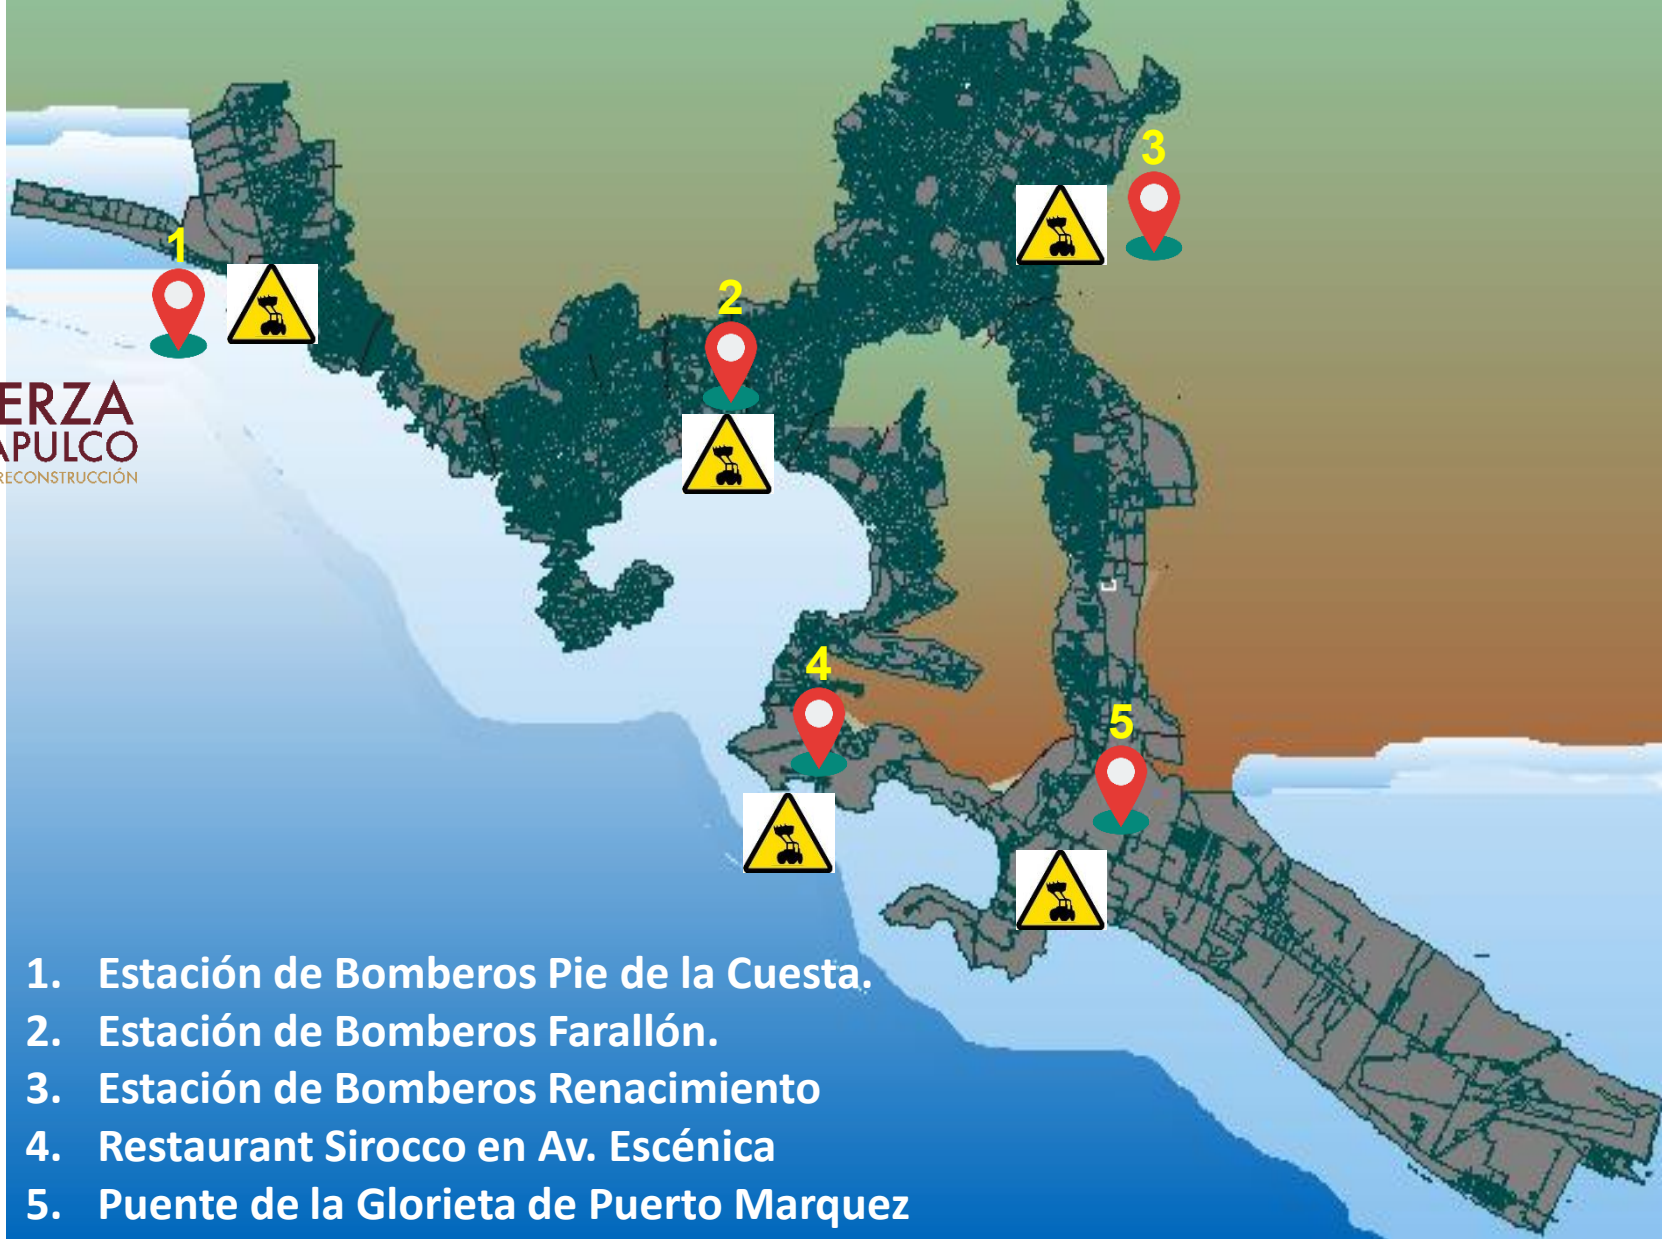 3
1
2
ERZA
APULCO
RECONSTRUCCIÓN
4
5
1. Estación de Bomberos Pie de la Cuesta.
2. Estación de Bomberos Farallón.
3. Estación de Bomberos Renacimiento
4. Restaurant Sirocco en Av. Escénica
5. Puente de la Glorieta de Puerto Marquez